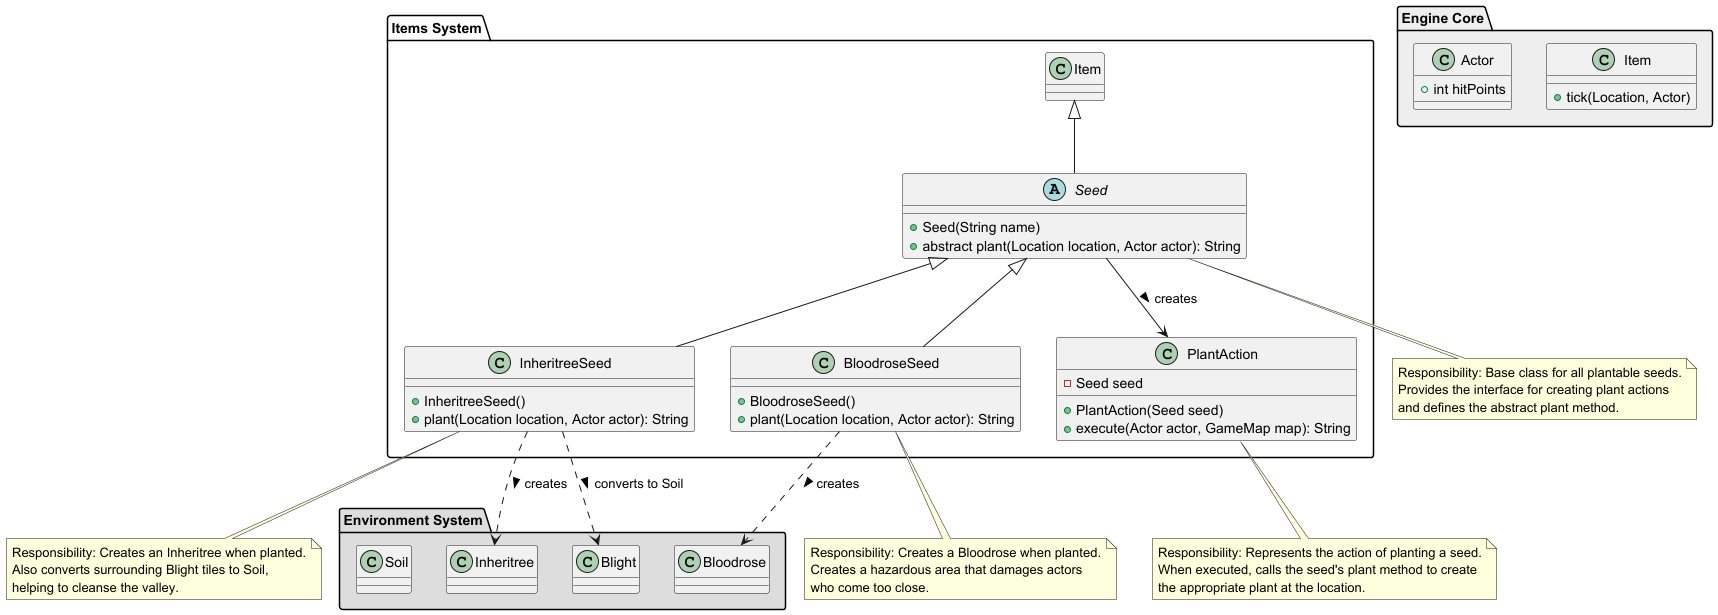 Items System
Engine Core
C Item
C Actor
int hitPoints
C Item
tick(Location, Actor)
A Seed
Seed(String name)
abstract plant(Location location, Actor actor): String
creates
C InheritreeSeed
InheritreeSeed()
plant(Location location, Actor actor): String
C BloodroseSeed
BloodroseSeed()
plant(Location location, Actor actor): String
C PlantAction
Seed seed
PlantAction(Seed seed)
execute(Actor actor, GameMap map): String
Responsibility: Base class for all plantable seeds.
Provides the interface for creating plant actions
and defines the abstract plant method.
creates
converts to Soil
creates
Environment System
C Soil
C Inheritree
C Blight
C Bloodrose
Responsibility: Creates an Inheritree when planted.
Also converts surrounding Blight tiles to Soil,
helping to cleanse the valley.
Responsibility: Creates a Bloodrose when planted.
Creates a hazardous area that damages actors
who come too close.
Responsibility: Represents the action of planting a seed.
When executed, calls the seed's plant method to create
the appropriate plant at the location.